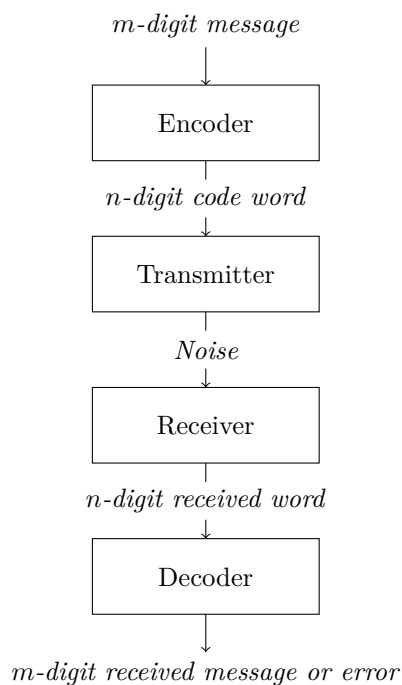 m-digit message
Encoder
n-digit code word
Transmitter
Noise
Receiver
n-digit received word
Decoder
m-digit received message or error